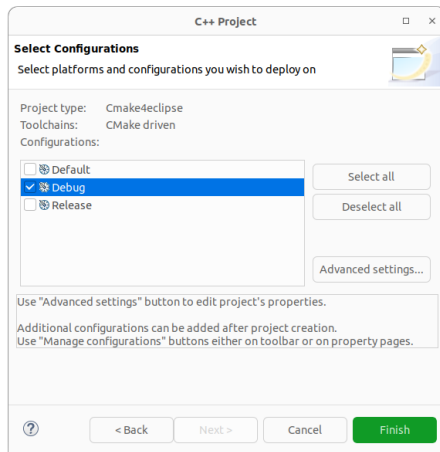 C++ Project
Select Configurations
Select platforms and configurations you wish to deploy on
Project type: Cmake4eclipse
Toolchains: CMake driven
Configurations:
Default
Debug
Release
Select all
Deselect all
Advanced settings...
Use "Advanced settings" button to edit project's properties.
Additional configurations can be added after project creation.
Use "Manage configurations" buttons either on toolbar or on property pages.
? < Back Next > Cancel Finish